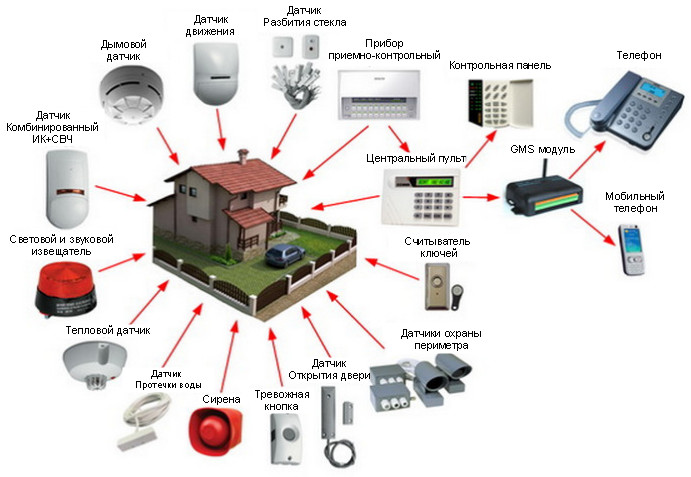 Датчик
Разбития стекла
Датчик
движения
Дымовой
датчик
Прибор
приемно-контрольный
Контрольная панель
Телефон
Датчик
Комбинированный
ИК+СВЧ
Центральный пульт
GMS модуль
Мобильный
телефон
Световой и звуковой
извещатель
Считыватель
ключей
Тепловой датчик
Датчики охраны
периметра
Датчик
Протечки воды
Сирена
Тревожная
кнопка
Датчик
Открытия двери